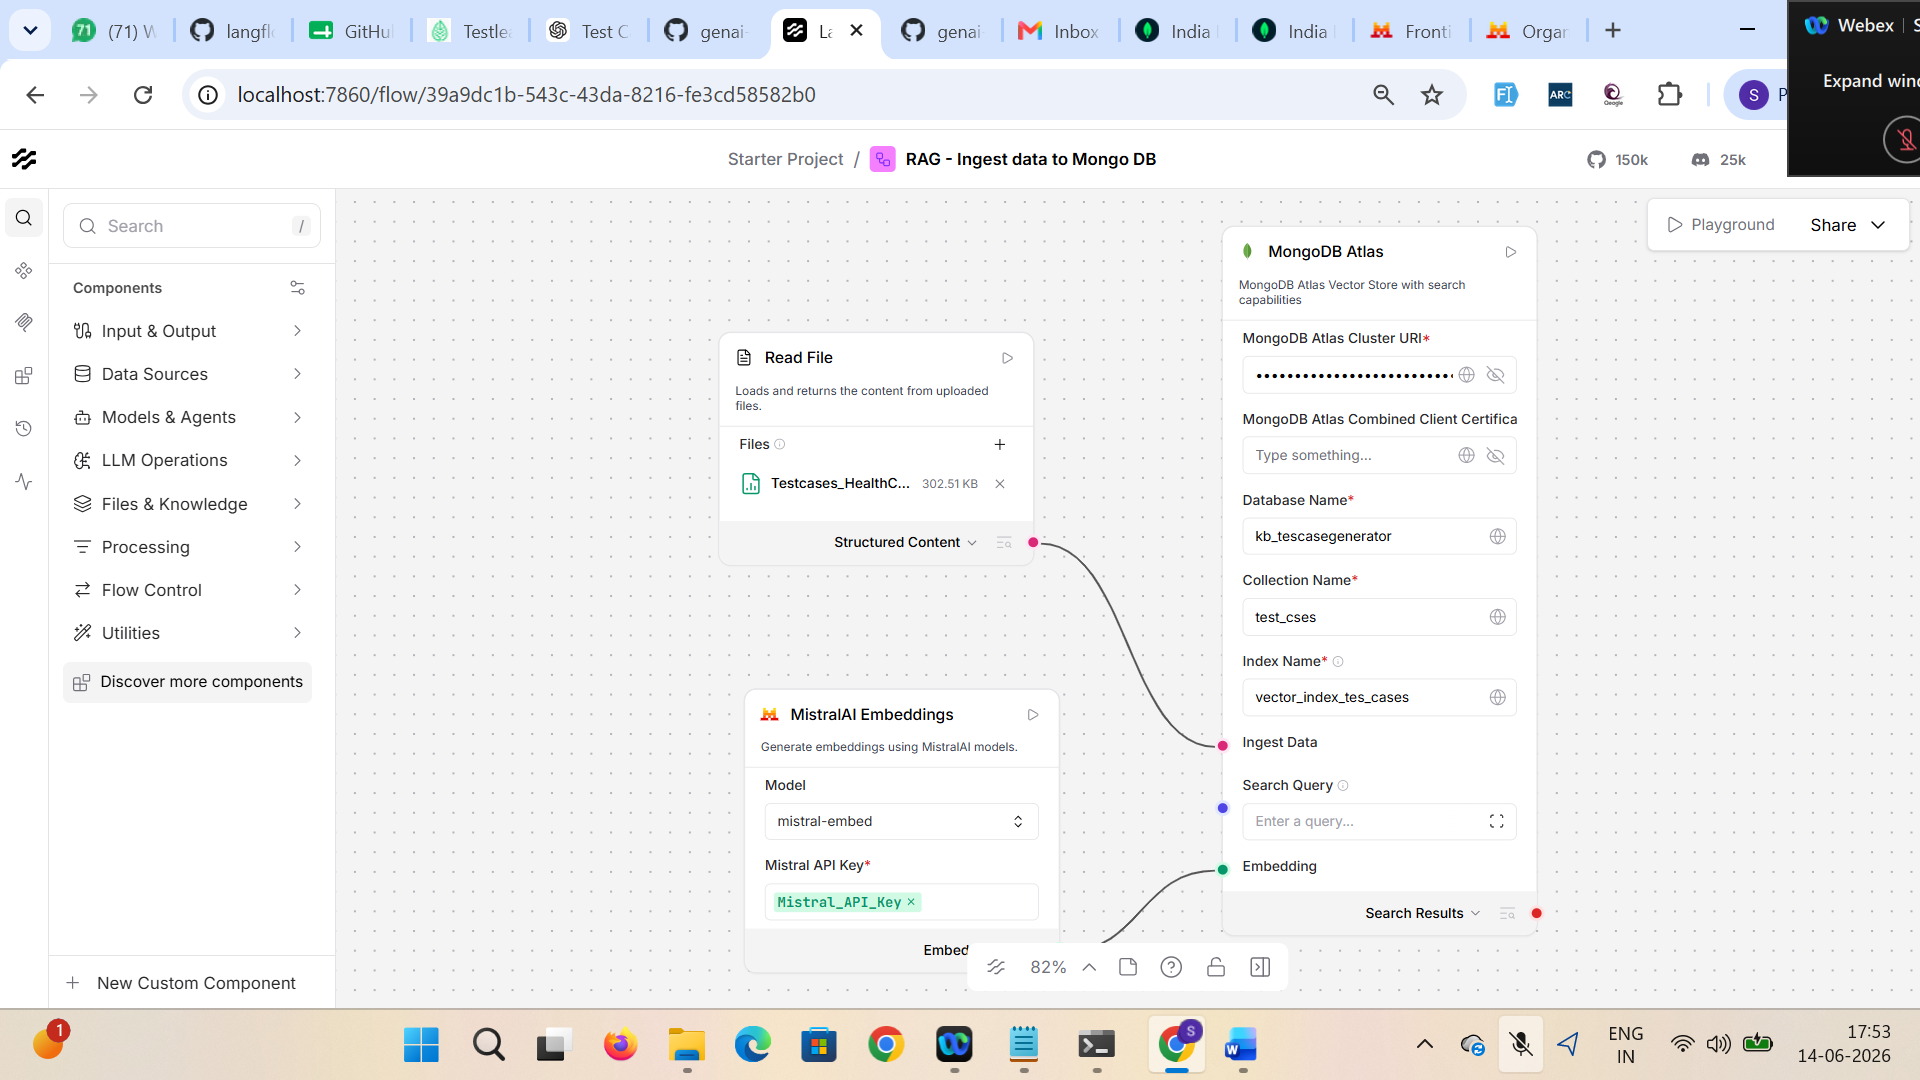 71
(71) W
langfl
GitHu
Testle
Test C
genai-
La
genai
Inbox
India
India
Fronti
Organ
Webex
Expand win
localhost:7860/flow/39a9dc1b-543c-43da-8216-fe3cd58582b0
ARC
Qeagle
S
P
Starter Project / RAG - Ingest data to Mongo DB
150k
25k
Search
/
Playground
Share
Components
Input & Output
Data Sources
Models & Agents
LLM Operations
Files & Knowledge
Processing
Flow Control
Utilities
Discover more components
New Custom Component
Read File
Loads and returns the content from uploaded
files.
Files
Testcases_HealthC... 302.51 KB
Structured Content
MistralAI Embeddings
Generate embeddings using MistralAI models.
Model
mistral-embed
Mistral API Key*
Mistral_API_Key ×
Embed
MongoDB Atlas
MongoDB Atlas Vector Store with search
capabilities
MongoDB Atlas Cluster URI*
••••••••••••••••••••••••••
MongoDB Atlas Combined Client Certifica
Type something...
Database Name*
kb_tescasegenerator
Collection Name*
test_cses
Index Name*
vector_index_tes_cases
Ingest Data
Search Query
Enter a query...
Embedding
Search Results
82%
1
S
ENG
IN
17:53
14-06-2026